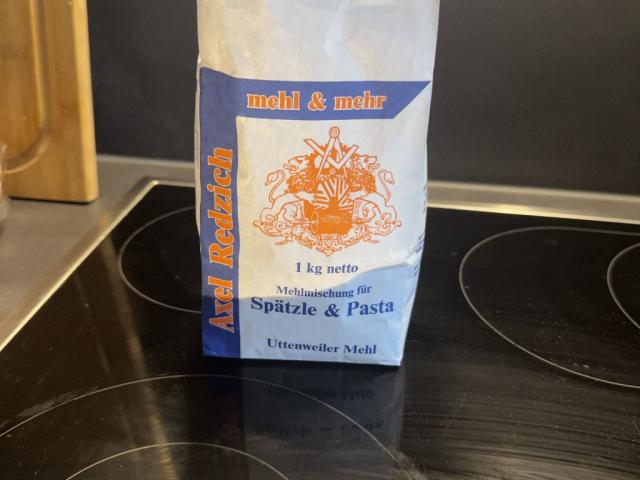 mehl & mehr
Axel Redzich
1 kg netto
Mehlmischung für
Spätzle & Pasta
Uttenweiler Mehl